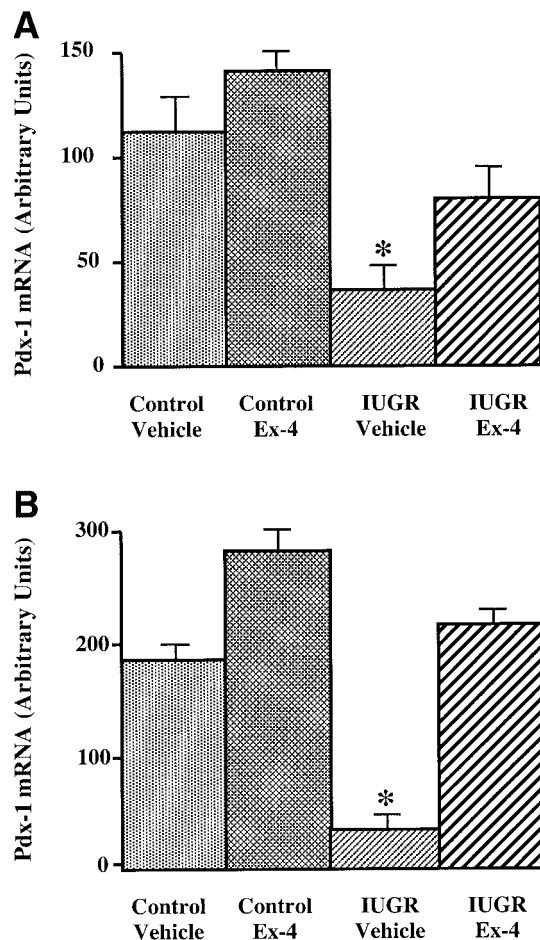 A
Pdx-1 mRNA (Arbitrary Units)
150
100
50
0
*
Control Vehicle
Control Ex-4
IUGR Vehicle
IUGR Ex-4
B
Pdx-1 mRNA (Arbitrary Units)
300
200
100
0
*
Control Vehicle
Control Ex-4
IUGR Vehicle
IUGR Ex-4